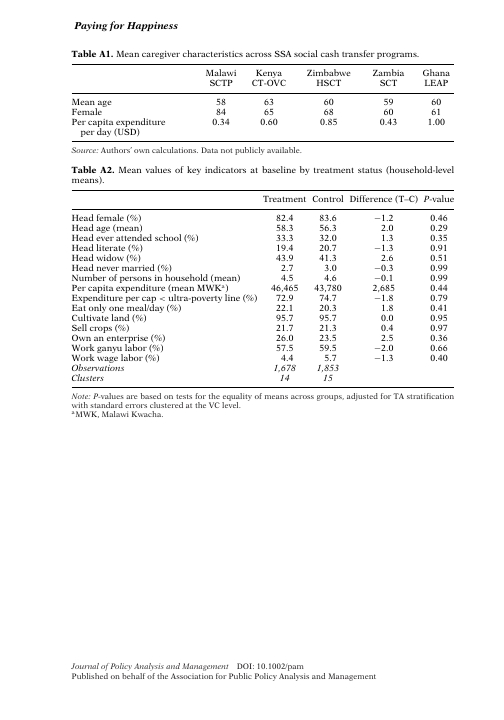 Paying for Happiness
Table A1. Mean caregiver characteristics across SSA social cash transfer programs.
Malawi SCTP Kenya CT-OVC Zimbabwe HSCT Zambia SCT Ghana LEAP
Mean age 58 63 60 59 60
Female 84 65 68 60 61
Per capita expenditure per day (USD) 0.34 0.60 0.85 0.43 1.00
Source: Authors' own calculations. Data not publicly available.
Table A2. Mean values of key indicators at baseline by treatment status (household-level
means).
Treatment Control Difference (T–C) P-value
Head female (%) 82.4 83.6 −1.2 0.46
Head age (mean) 58.3 56.3 2.0 0.29
Head ever attended school (%) 33.3 32.0 1.3 0.35
Head literate (%) 19.4 20.7 −1.3 0.91
Head widow (%) 43.9 41.3 2.6 0.51
Head never married (%) 2.7 3.0 −0.3 0.99
Number of persons in household (mean) 4.5 4.6 −0.1 0.99
Per capita expenditure (mean MWKᵃ) 46,465 43,780 2,685 0.44
Expenditure per cap < ultra-poverty line (%) 72.9 74.7 −1.8 0.79
Eat only one meal/day (%) 22.1 20.3 1.8 0.41
Cultivate land (%) 95.7 95.7 0.0 0.95
Sell crops (%) 21.7 21.3 0.4 0.97
Own an enterprise (%) 26.0 23.5 2.5 0.36
Work ganyu labor (%) 57.5 59.5 −2.0 0.66
Work wage labor (%) 4.4 5.7 −1.3 0.40
Observations 1,678 1,853
Clusters 14 15
Note: P-values are based on tests for the equality of means across groups, adjusted for TA stratification
with standard errors clustered at the VC level.
ᵃMWK, Malawi Kwacha.
Journal of Policy Analysis and Management DOI: 10.1002/pam
Published on behalf of the Association for Public Policy Analysis and Management